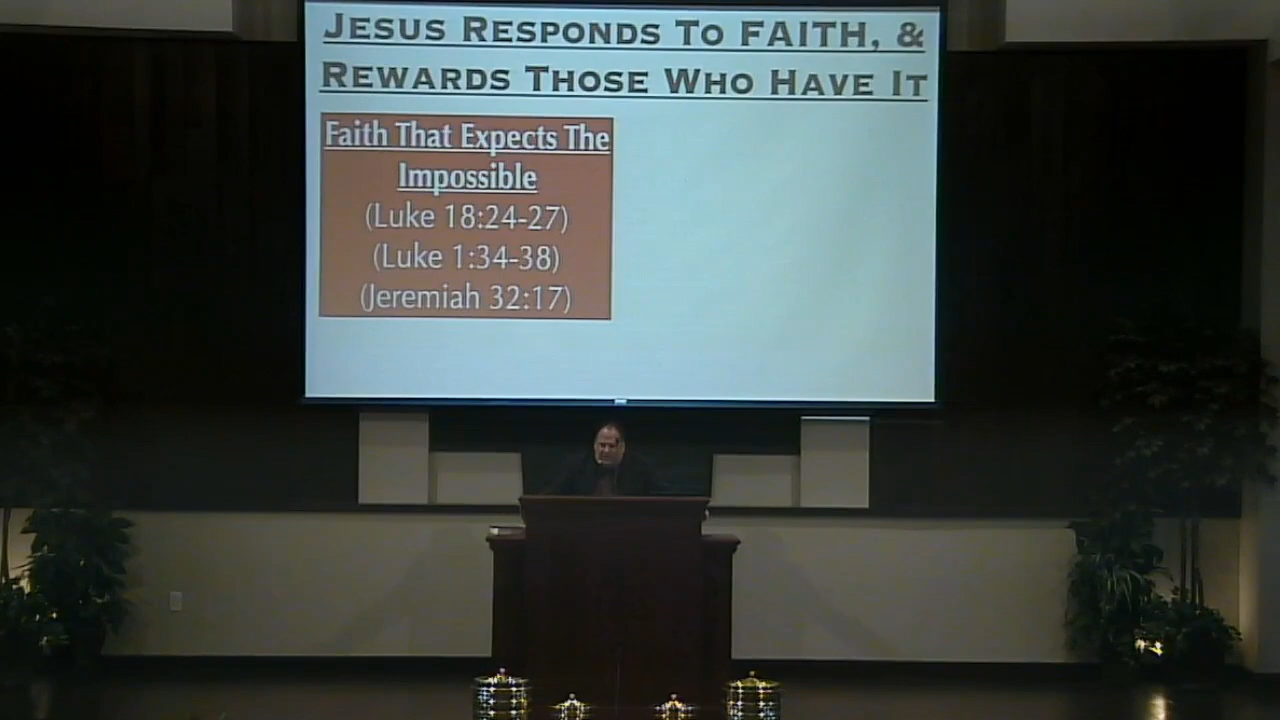 JESUS RESPONDS TO FAITH, &
REWARDS THOSE WHO HAVE IT
Faith That Expects The
Impossible
(Luke 18:24-27)
(Luke 1:34-38)
(Jeremiah 32:17)